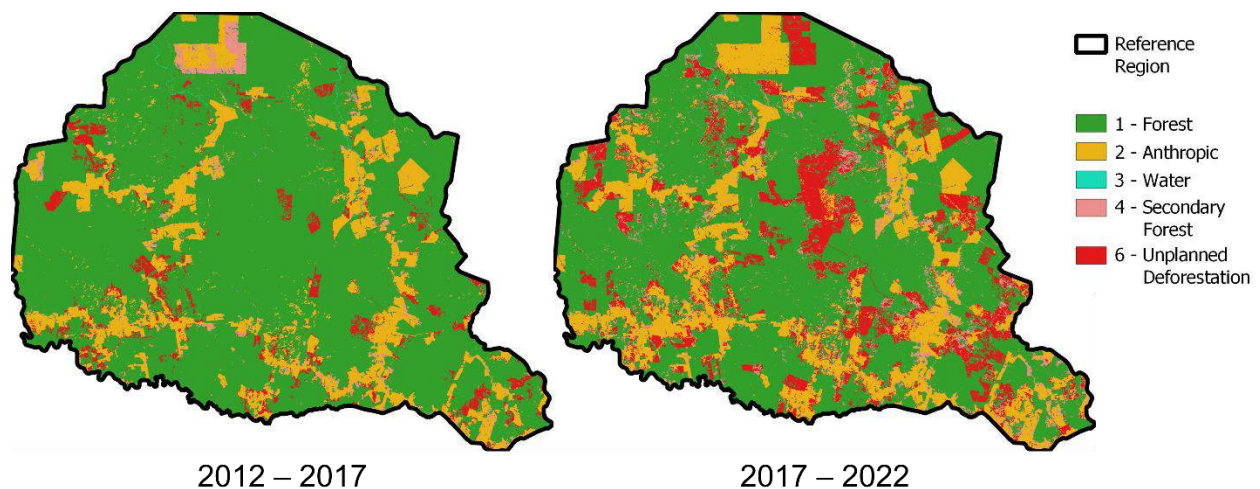 Reference
Region
1 - Forest
2 - Anthropic
3 - Water
4 - Secondary
Forest
6 - Unplanned
Deforestation
2012 – 2017
2017 – 2022